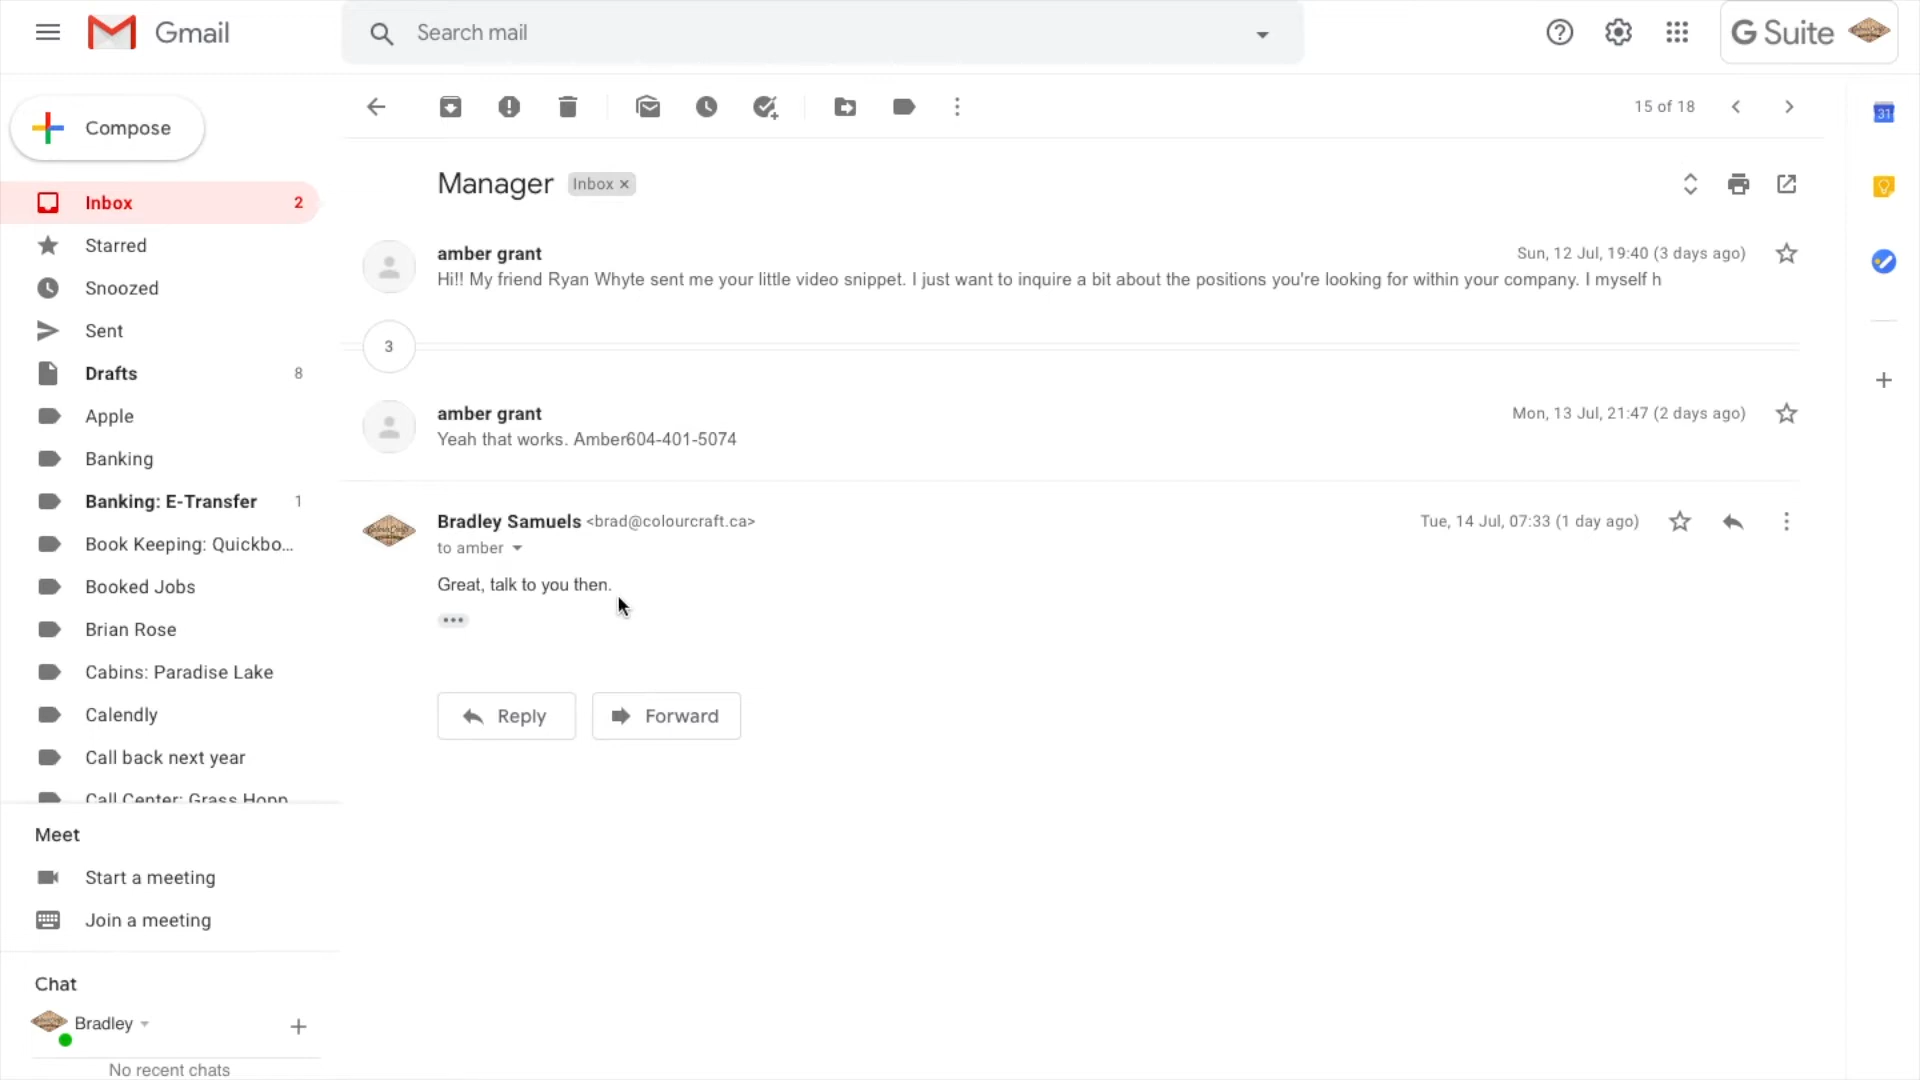 Gmail
Search mail
G Suite
Compose
15 of 18
31
Manager
Inbox ×
Inbox 2
Starred
Snoozed
Sent
Drafts 8
Apple
Banking
Banking: E-Transfer 1
Book Keeping: Quickbo...
Booked Jobs
Brian Rose
Cabins: Paradise Lake
Calendly
Call back next year
Call Center: Grass Hopp
amber grant
Sun, 12 Jul, 19:40 (3 days ago)
Hi!! My friend Ryan Whyte sent me your little video snippet. I just want to inquire a bit about the positions you're looking for within your company. I myself h
3
amber grant
Mon, 13 Jul, 21:47 (2 days ago)
Yeah that works. Amber604-401-5074
Bradley Samuels <brad@colourcraft.ca>
Tue, 14 Jul, 07:33 (1 day ago)
to amber
Great, talk to you then.
Reply
Forward
Meet
Start a meeting
Join a meeting
Chat
Bradley
No recent chats